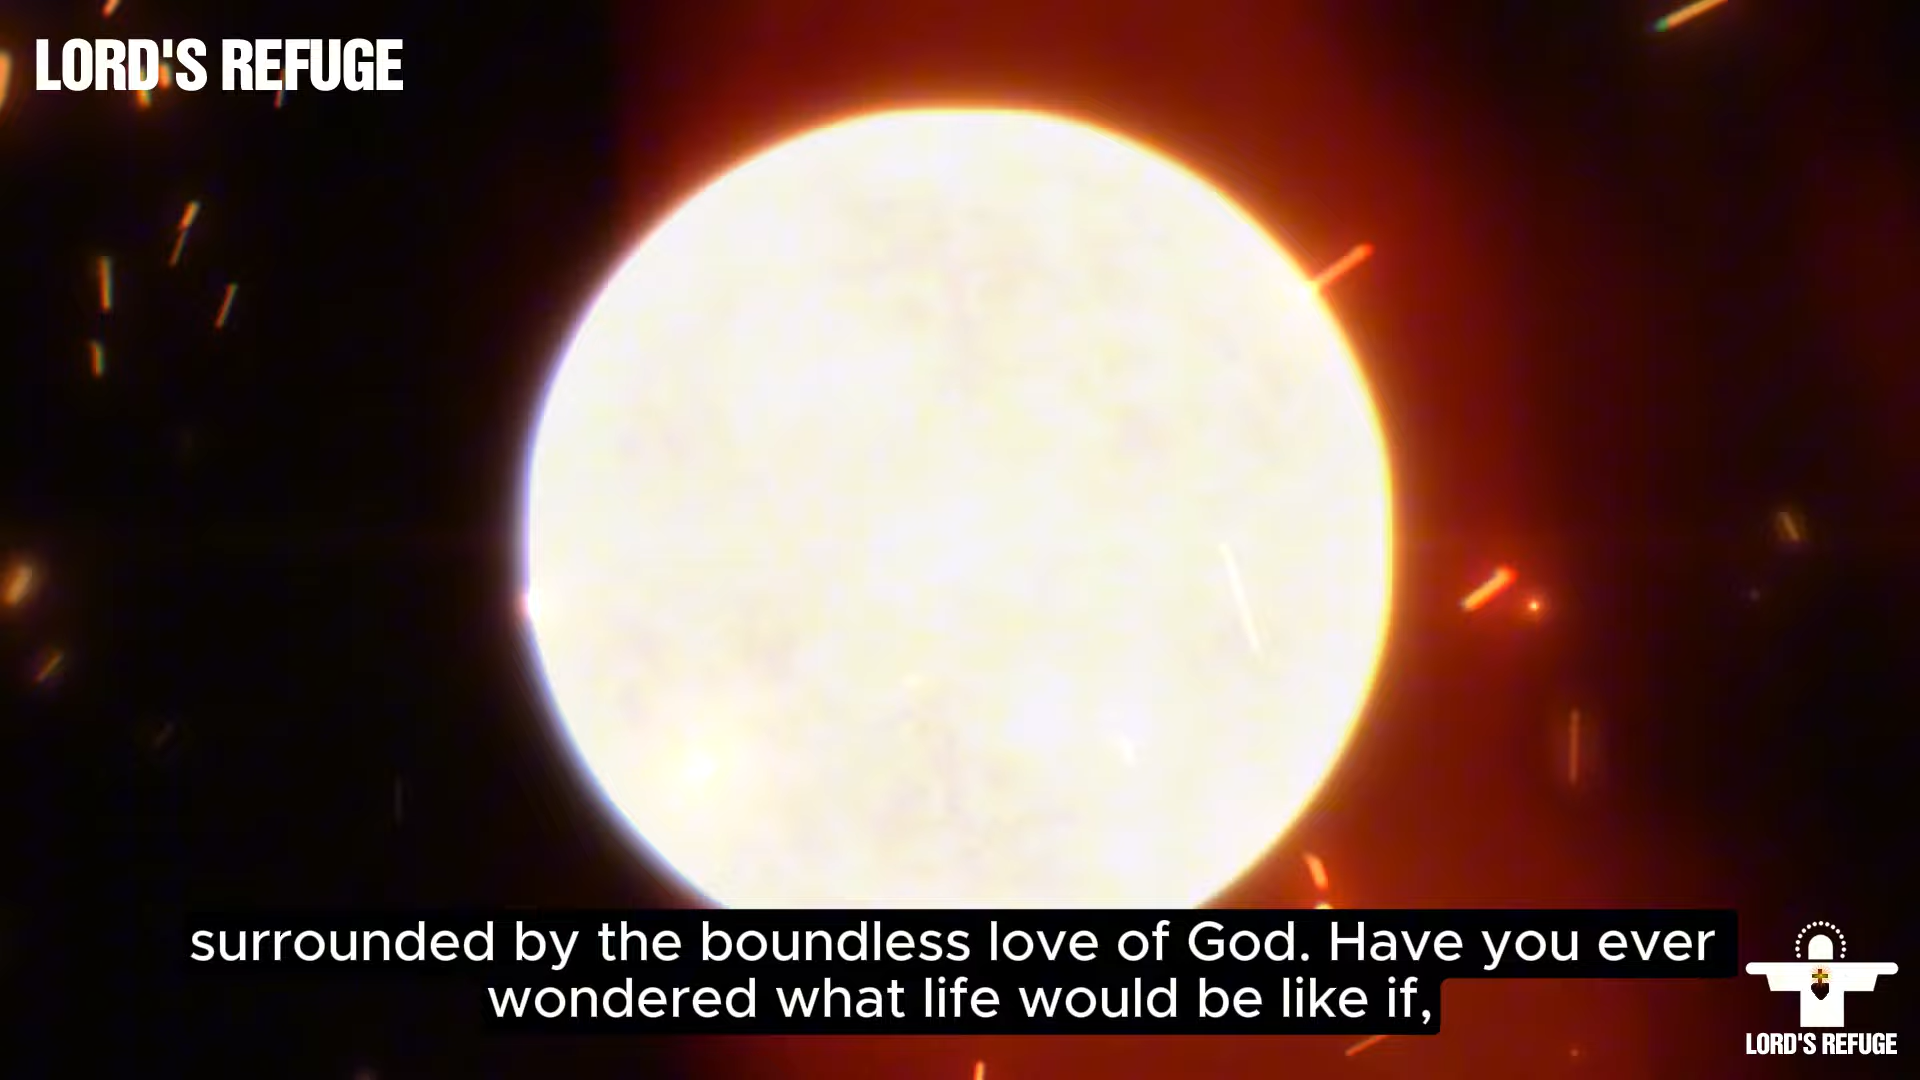 LORD'S REFUGE
surrounded by the boundless love of God. Have you ever
wondered what life would be like if,
LORD'S REFUGE